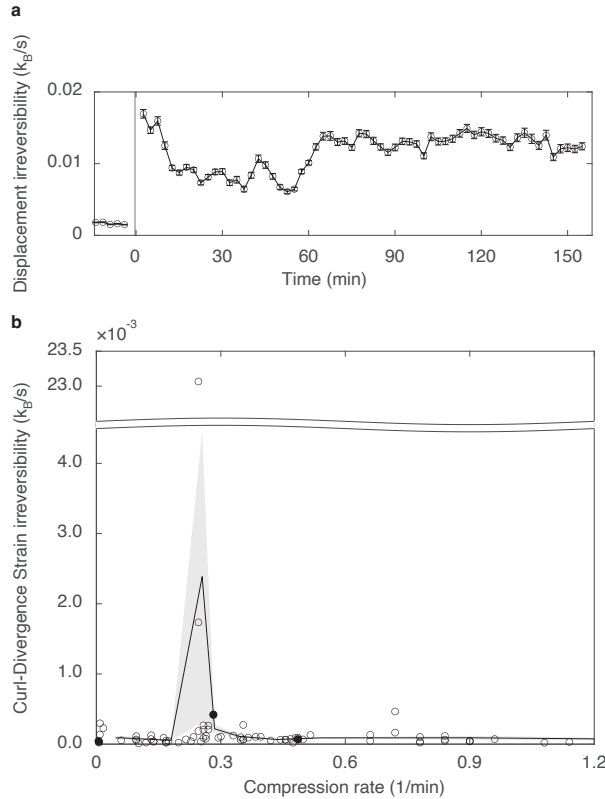 a
Displacement irreversibility (k_B/s)
0.02
0.01
0
0 30 60 90 120 150
Time (min)
b
×10⁻³
Curl-Divergence Strain irreversibility (k_B/s)
23.5
23.0
4.0
3.0
2.0
1.0
0.0
0 0.3 0.6 0.9 1.2
Compression rate (1/min)